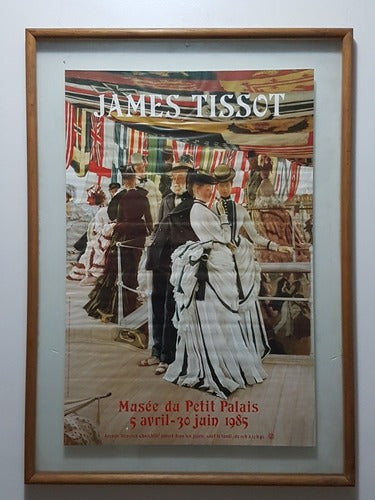 JAMES TISSOT
Musée du Petit Palais
5 avril-30 juin 1985